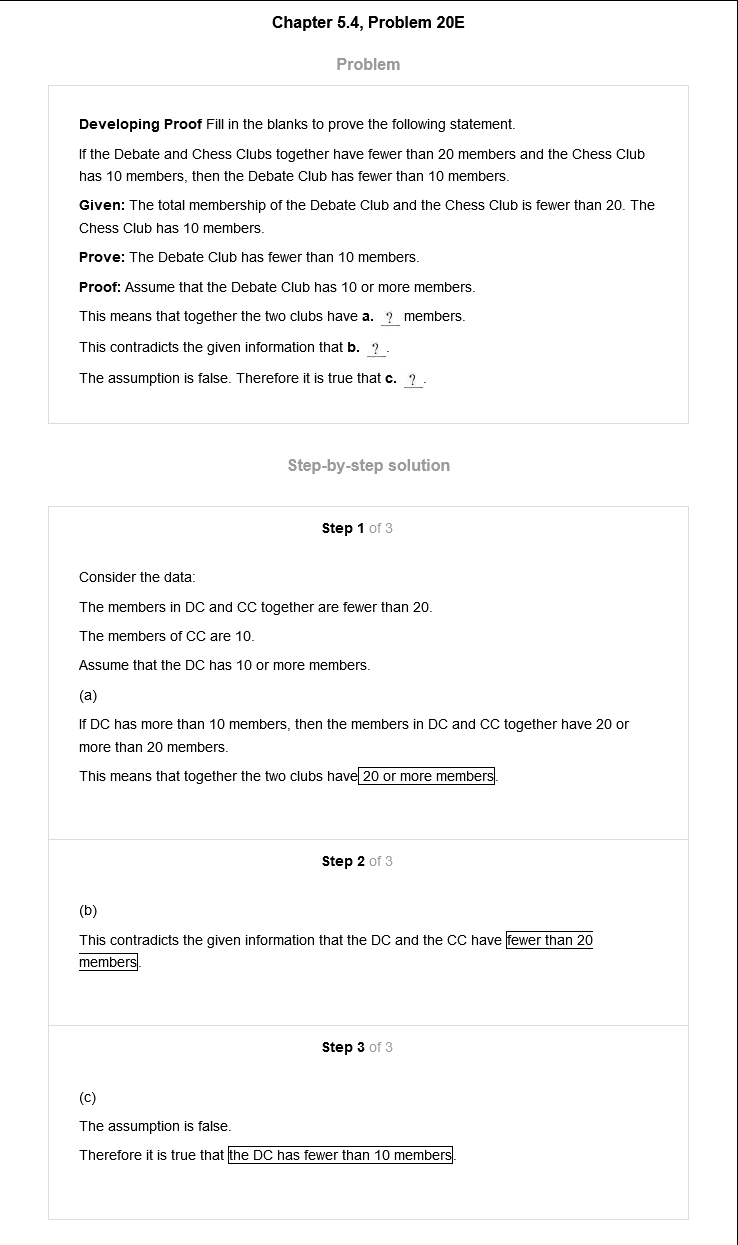 Chapter 5.4, Problem 20E
Problem
Developing Proof Fill in the blanks to prove the following statement.
If the Debate and Chess Clubs together have fewer than 20 members and the Chess Club
has 10 members, then the Debate Club has fewer than 10 members.
Given: The total membership of the Debate Club and the Chess Club is fewer than 20. The
Chess Club has 10 members.
Prove: The Debate Club has fewer than 10 members.
Proof: Assume that the Debate Club has 10 or more members.
This means that together the two clubs have a. ? members.
This contradicts the given information that b. ? .
The assumption is false. Therefore it is true that c. ? .
Step-by-step solution
Step 1 of 3
Consider the data:
The members in DC and CC together are fewer than 20.
The members of CC are 10.
Assume that the DC has 10 or more members.
(a)
If DC has more than 10 members, then the members in DC and CC together have 20 or
more than 20 members.
This means that together the two clubs have 20 or more members.
Step 2 of 3
(b)
This contradicts the given information that the DC and the CC have fewer than 20
members.
Step 3 of 3
(c)
The assumption is false.
Therefore it is true that the DC has fewer than 10 members.